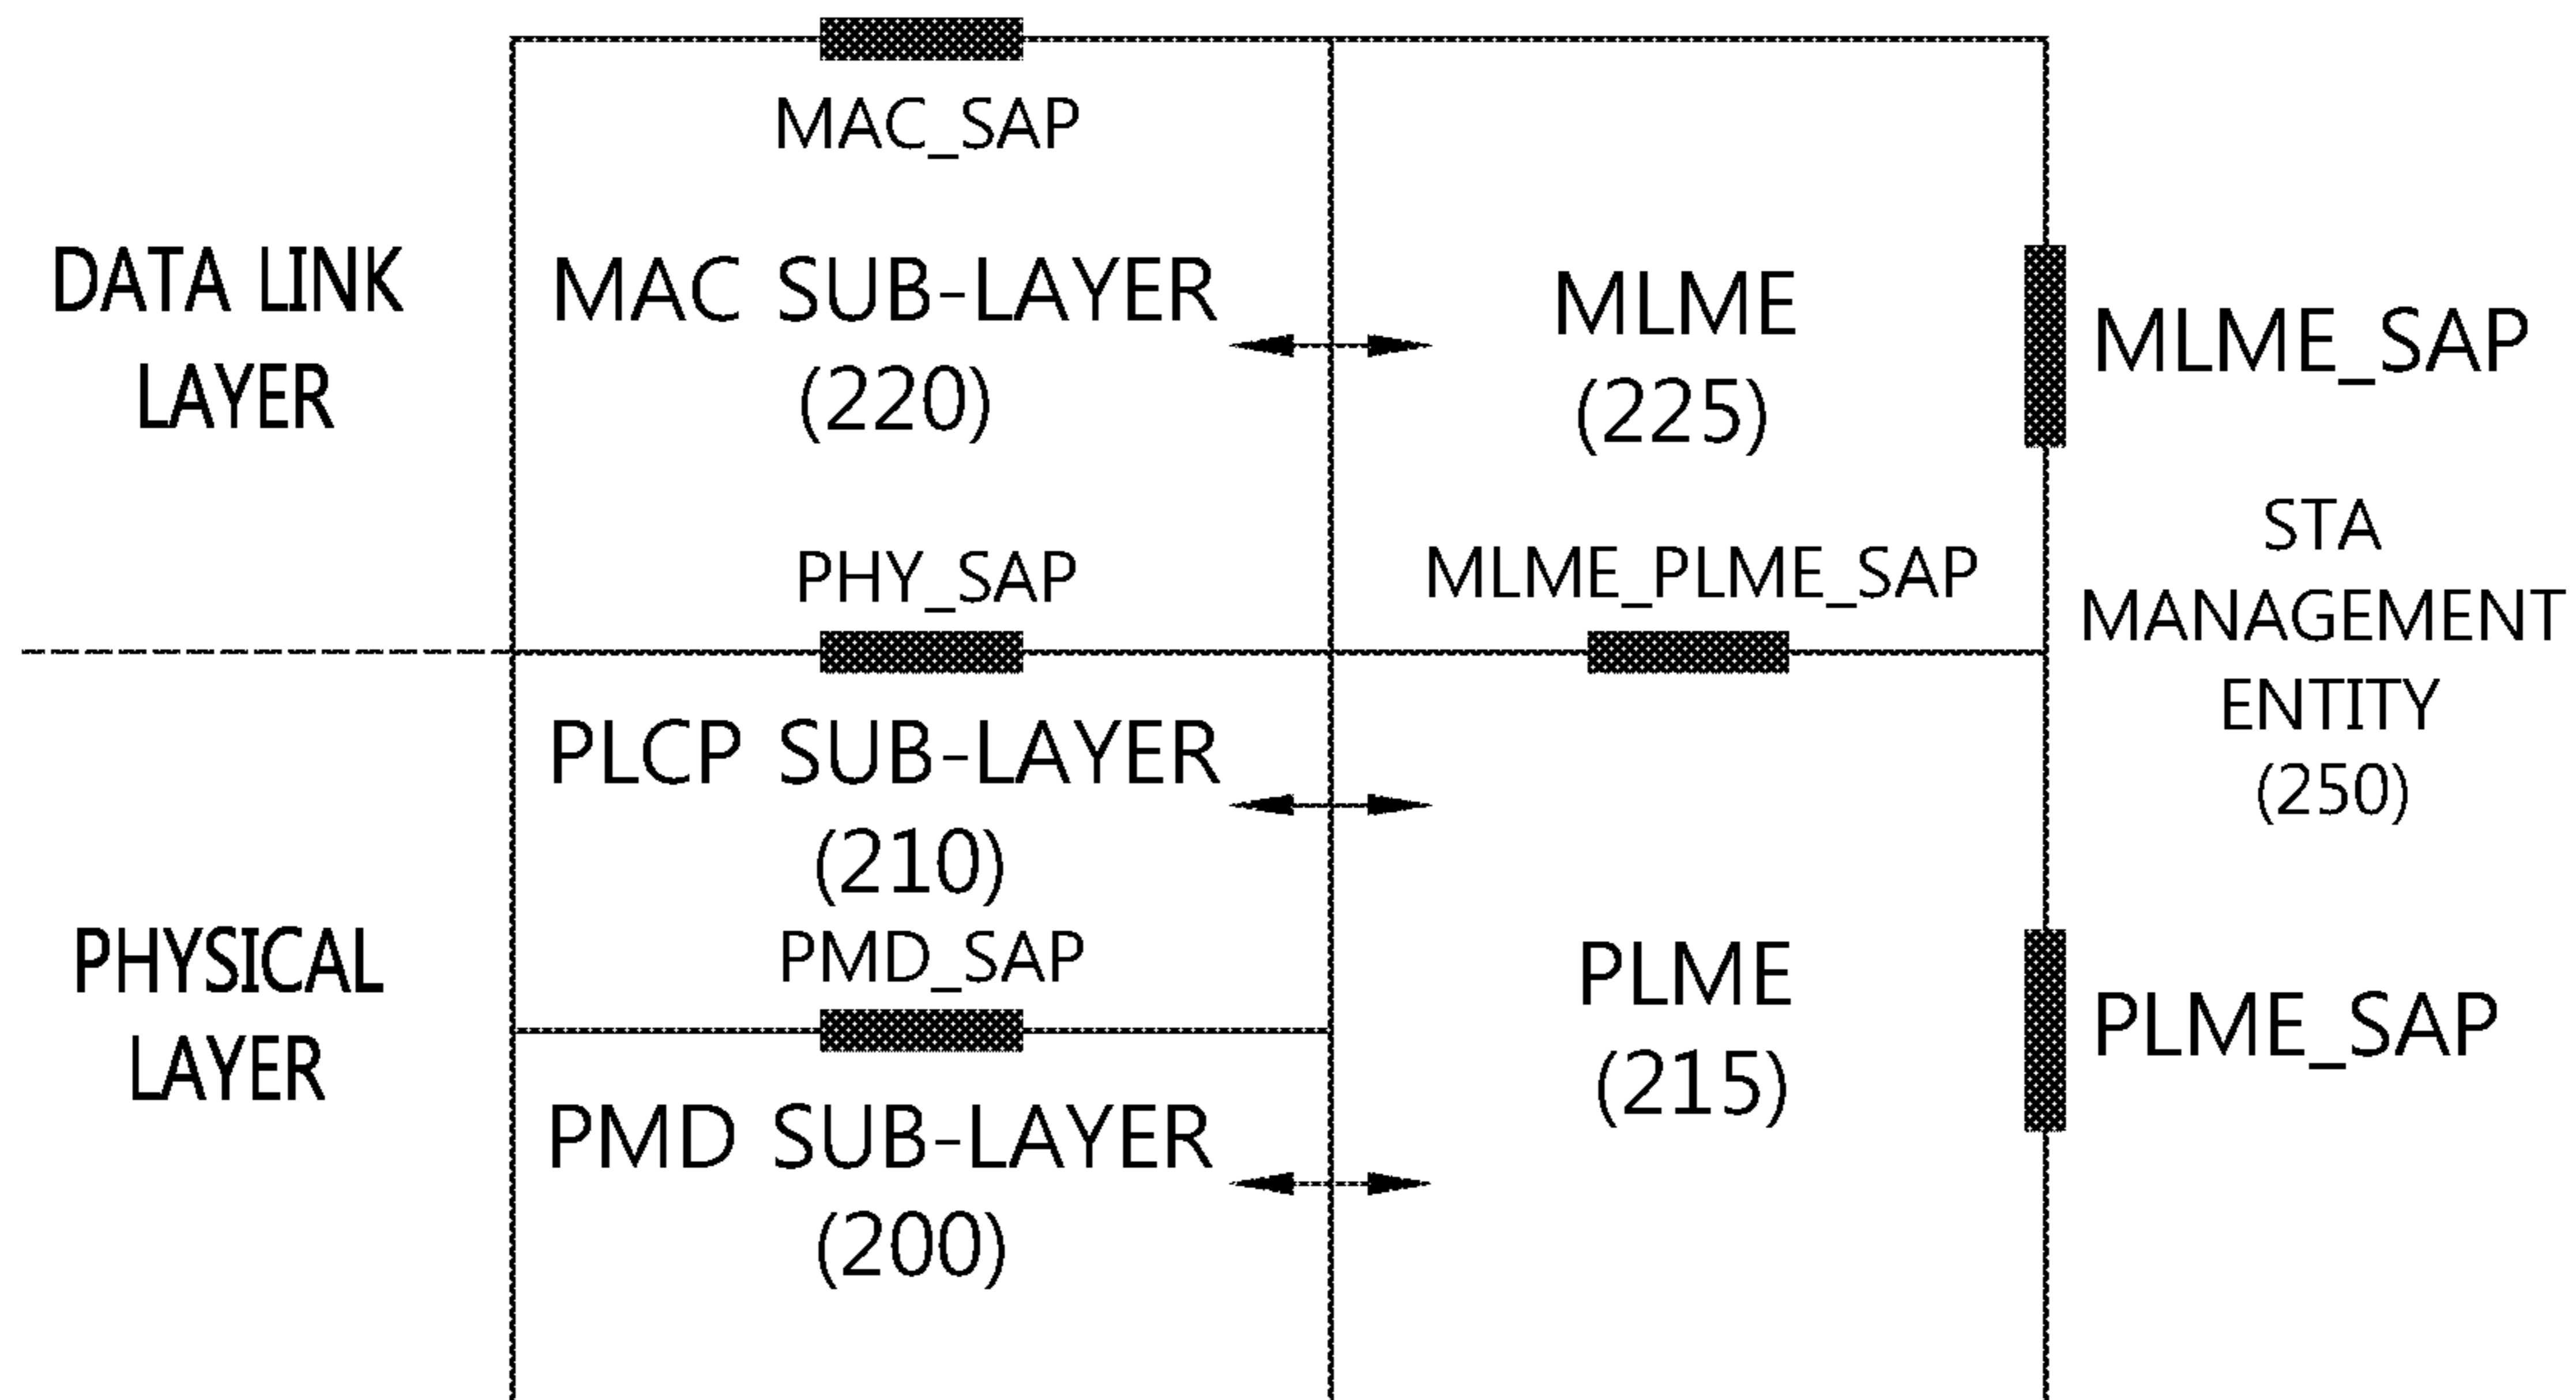 MAC_SAP
DATA LINK
LAYER
MAC SUB-LAYER
(220)
MLME
(225)
MLME_SAP
PHY_SAP
MLME_PLME_SAP
STA
MANAGEMENT
ENTITY
(250)
PLCP SUB-LAYER
(210)
PHYSICAL
LAYER
PMD_SAP
PLME
(215)
PLME_SAP
PMD SUB-LAYER
(200)